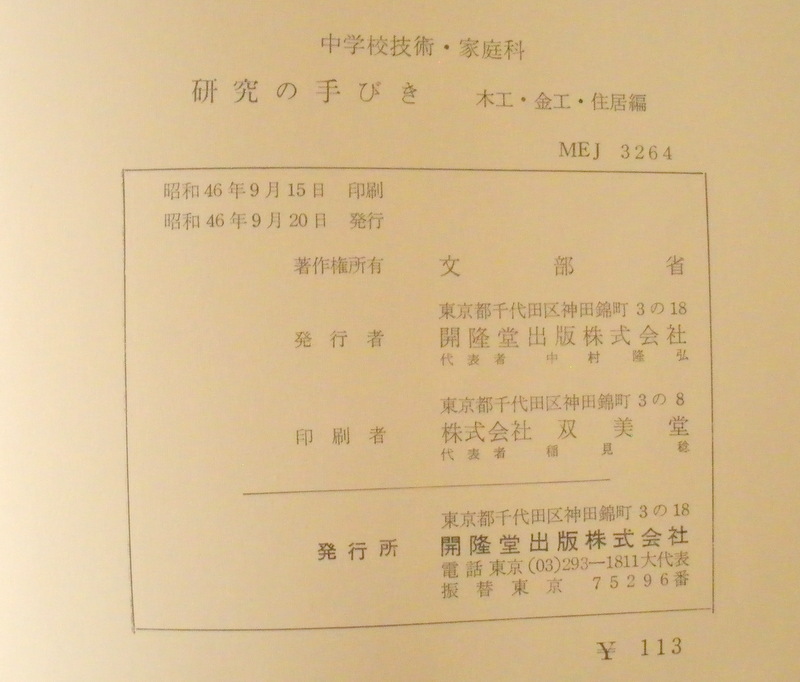 中学校技術・家庭科
研究の手びき 木工・金工・住居編
MEJ 3264
昭和46年9月15日 印刷
昭和46年9月20日 発行
著作権所有 文部省
東京都千代田区神田錦町3の18
発行者 開隆堂出版株式会社
代表者 中村隆弘
東京都千代田区神田錦町3の8
印刷者 株式会社 双美堂
代表者 稲見稔
東京都千代田区神田錦町3の18
発行所 開隆堂出版株式会社
電話 東京(03)293―1811大代表
振替東京 75296番
¥ 113